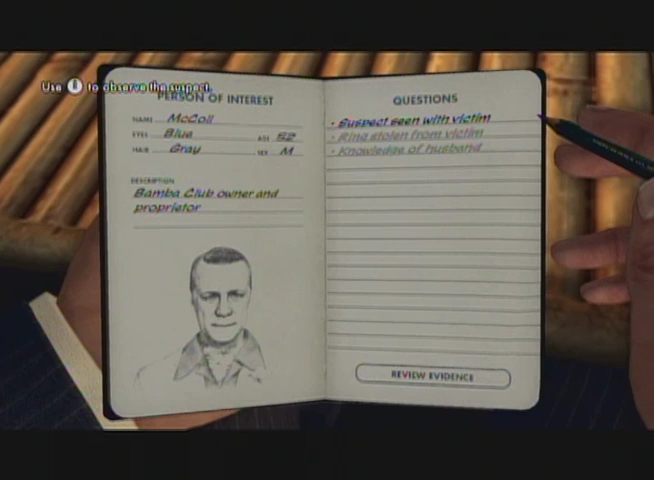 Use to observe the suspect.
PERSON OF INTEREST
NAME McColl
EYES Blue AGE 52
HAIR Gray SEX M
DESCRIPTION
Bamba Club owner and
proprietor
QUESTIONS
• Suspect seen with victim
• Ring stolen from victim
• Knowledge of husband
REVIEW EVIDENCE